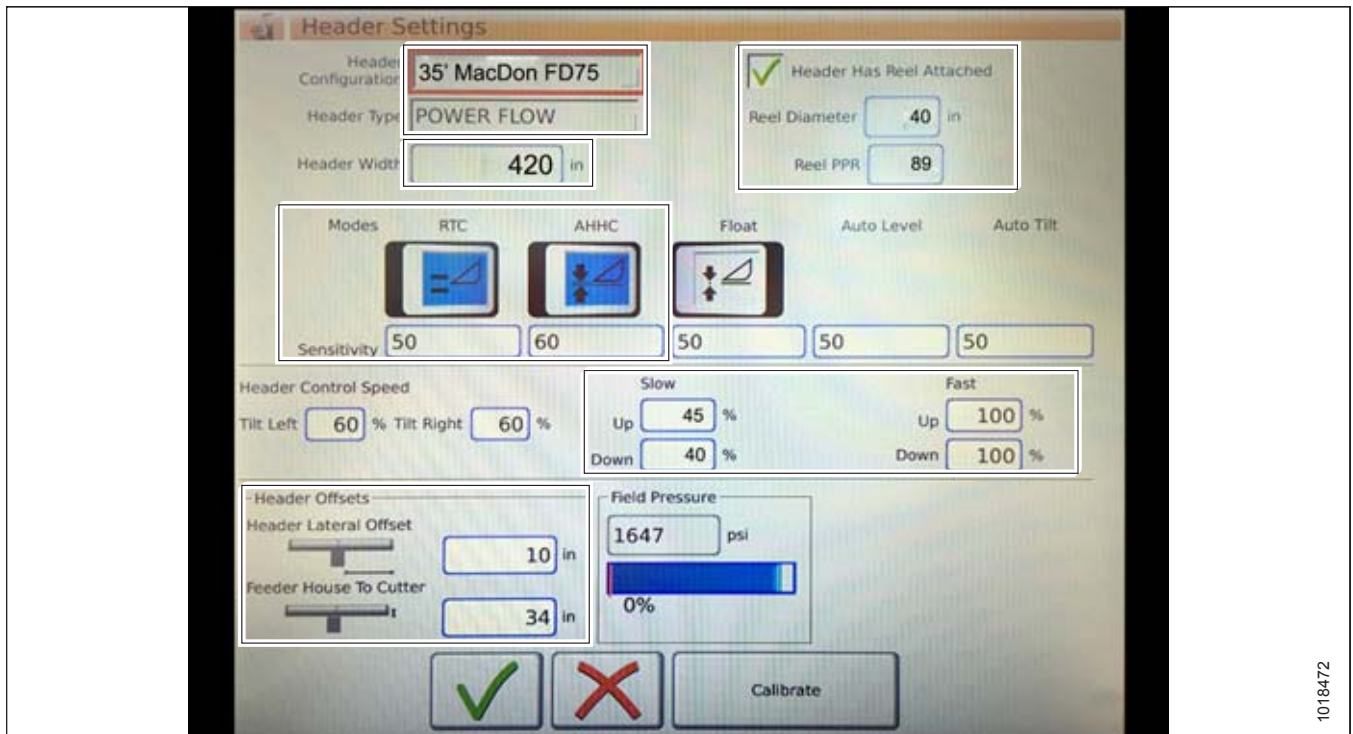 Header Settings
Header Configuration 35' MacDon FD75
Header Type POWER FLOW
Header Width 420 in
Header Has Reel Attached
Reel Diameter 40 in
Reel PPR 89
Modes RTC AHHC Float Auto Level Auto Tilt
Sensitivity 50 60 50 50 50
Header Control Speed
Tilt Left 60 % Tilt Right 60 %
Slow Fast
Up 45 % Up 100 %
Down 40 % Down 100 %
Header Offsets
Header Lateral Offset
10 in
Feeder House To Cutter
34 in
Field Pressure
1647 psi
0%
Calibrate
1018472